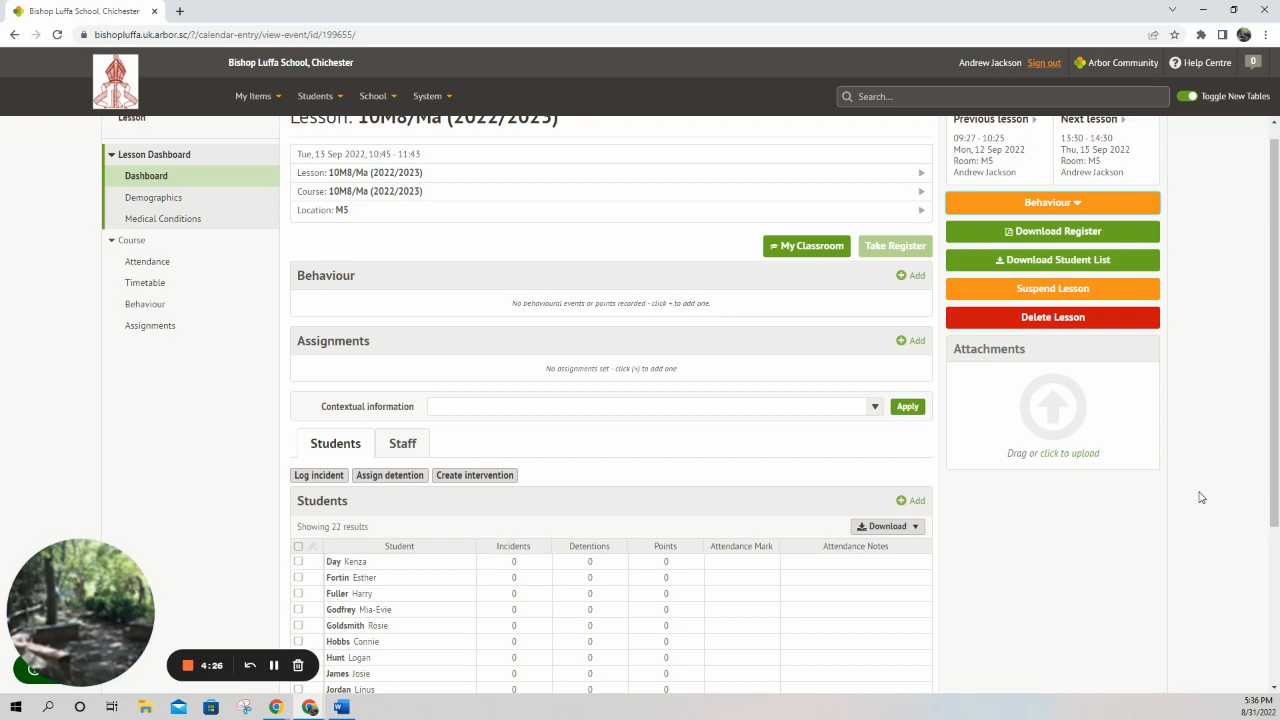 Bishop Luffa School, Chichester
bishopluffa.uk.arbor.sc/?/calendar-entry/view-event/id/199655/
Bishop Luffa School, Chichester
Andrew Jackson Sign out Arbor Community Help Centre 0
My Items Students School System Search... Toggle New Tables
Lesson
Lesson Dashboard
Dashboard
Demographics
Medical Conditions
Course
Attendance
Timetable
Behaviour
Assignments
Lesson: 10M8/Ma (2022/2023)
Tue, 13 Sep 2022, 10:45 - 11:43
Lesson: 10M8/Ma (2022/2023)
Course: 10M8/Ma (2022/2023)
Location: M5
My Classroom Take Register
Behaviour Add
No behavioural events or points recorded - click + to add one.
Assignments Add
No assignments set - click (+) to add one
Contextual information Apply
Students Staff
Log incident Assign detention Create intervention
Students Add
Showing 22 results Download
Student Incidents Detentions Points Attendance Mark Attendance Notes
Day Kenza 0 0 0
Fortin Esther 0 0 0
Fuller Harry 0 0 0
Godfrey Mia-Evie 0 0 0
Goldsmith Rosie 0 0 0
Hobbs Connie 0 0 0
Hunt Logan 0 0 0
James Josie 0 0 0
Jordan Linus 0 0 0
Previous lesson
09:27 - 10:25
Mon, 12 Sep 2022
Room: M5
Andrew Jackson
Next lesson
13:30 - 14:30
Thu, 15 Sep 2022
Room: M5
Andrew Jackson
Behaviour
Download Register
Download Student List
Suspend Lesson
Delete Lesson
Attachments
Drag or click to upload
4:26
5:36 PM
8/31/2022